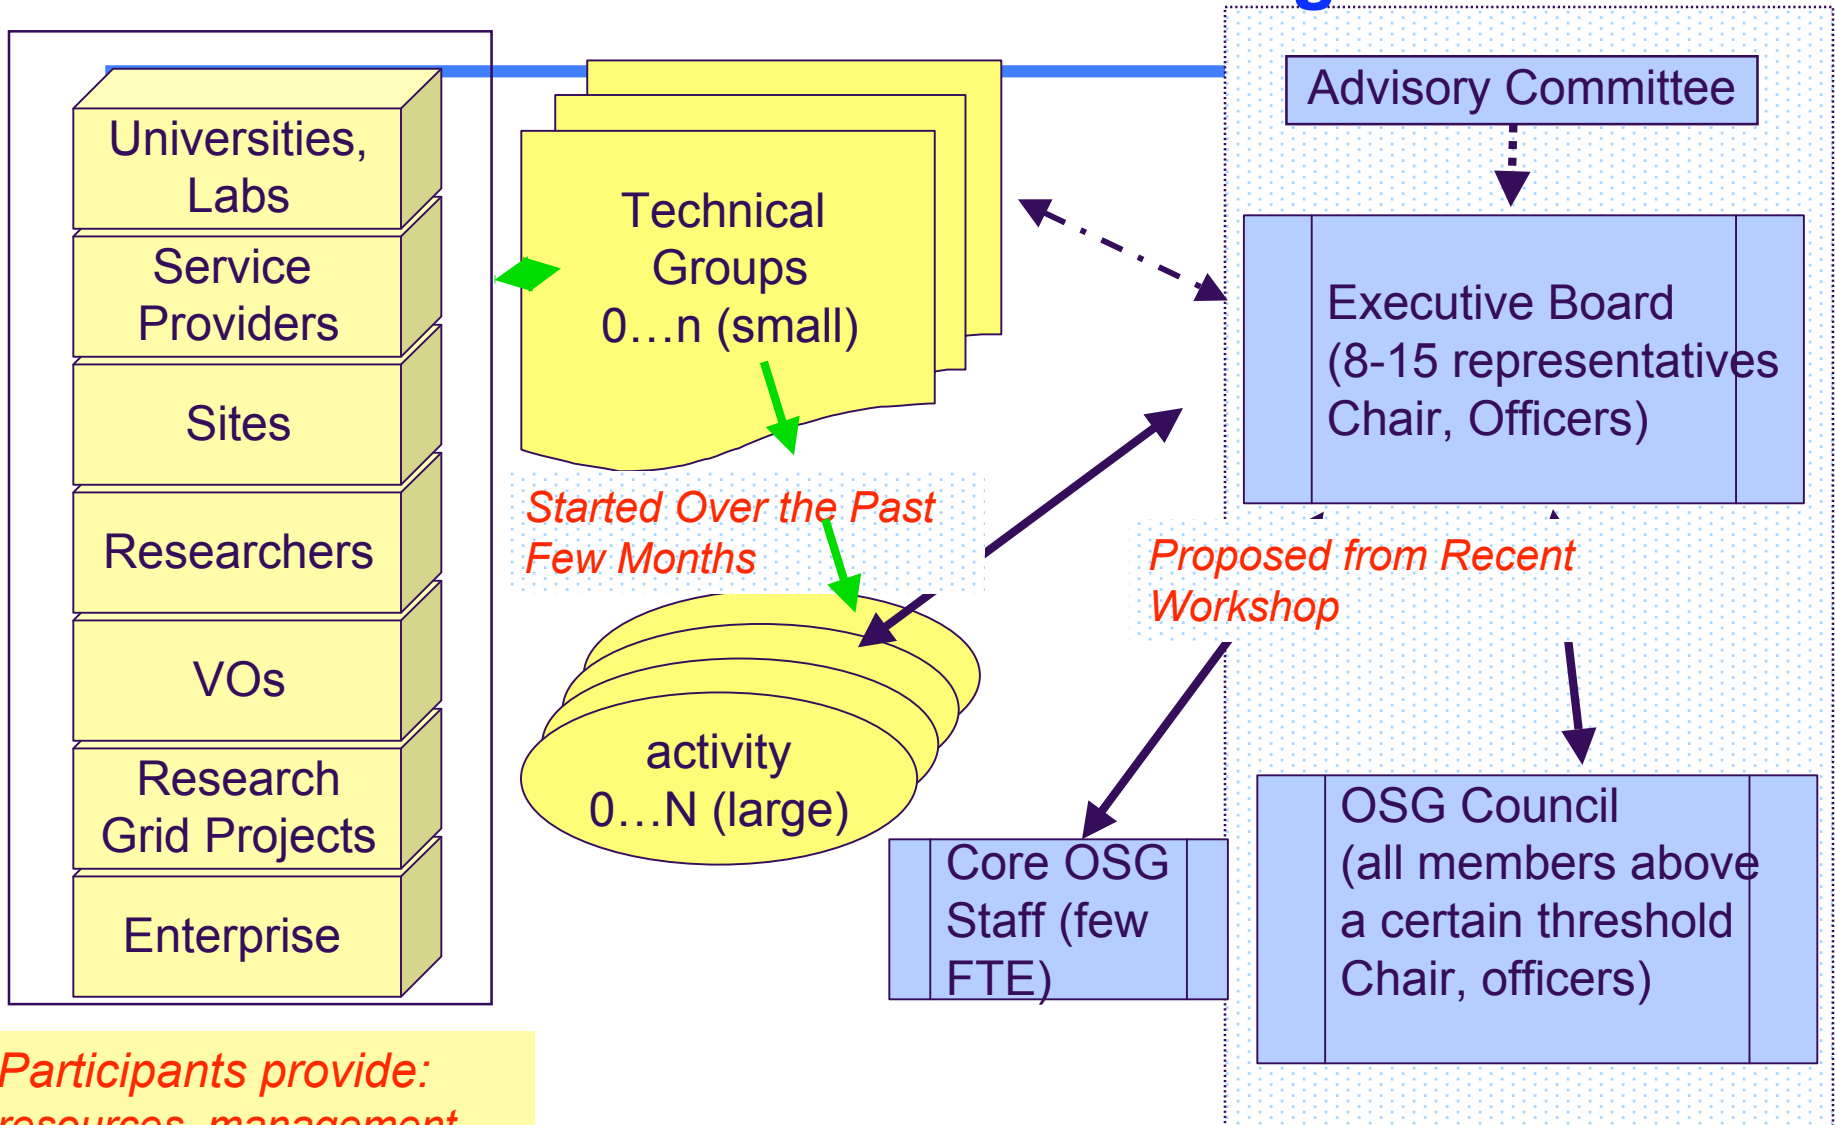 Universities,
Labs
Service
Providers
Sites
Researchers
VOs
Research
Grid Projects
Enterprise
Participants provide:
resources, management
Technical
Groups
0…n (small)
Started Over the Past
Few Months
activity
0…N (large)
Core OSG
Staff (few
FTE)
Advisory Committee
Executive Board
(8-15 representatives
Chair, Officers)
Proposed from Recent
Workshop
OSG Council
(all members above
a certain threshold
Chair, officers)